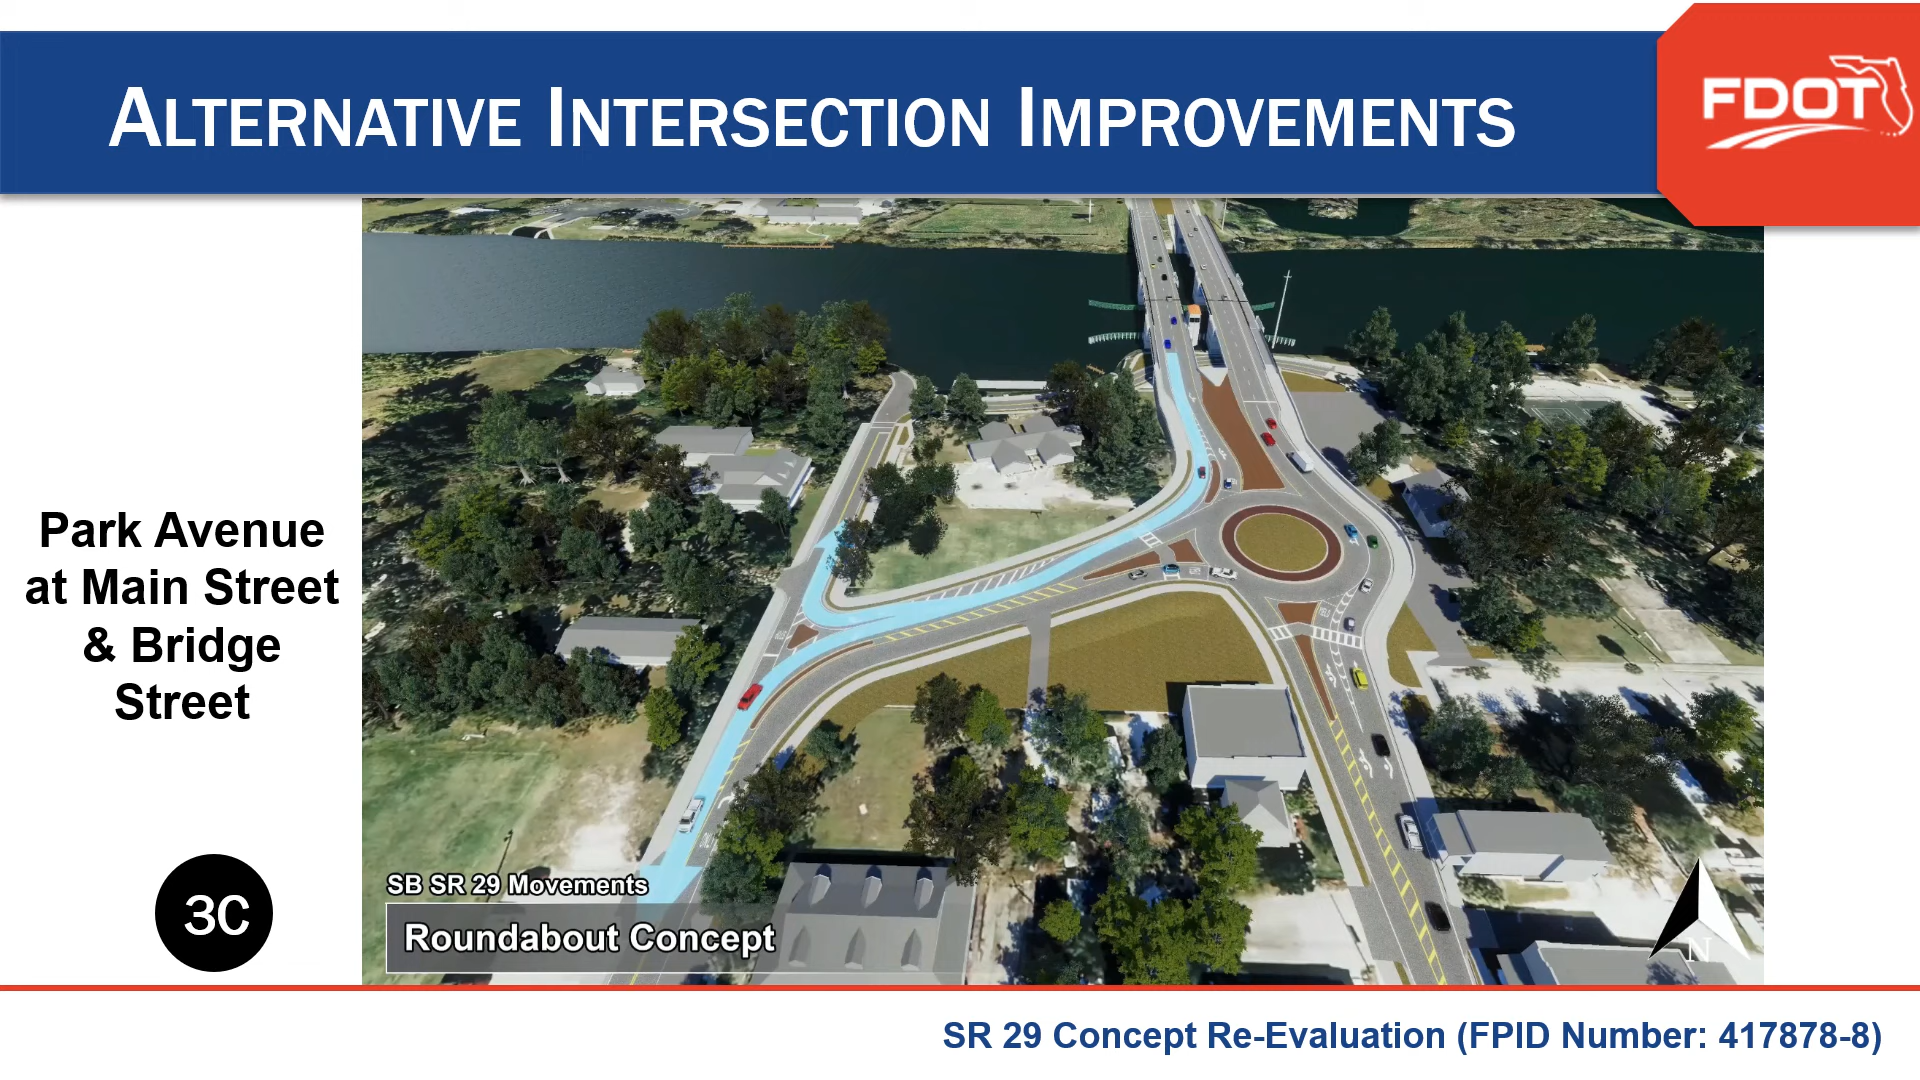 ALTERNATIVE INTERSECTION IMPROVEMENTS
FDOT
Park Avenue
at Main Street
& Bridge
Street
3C
SB SR 29 Movements
Roundabout Concept
N
SR 29 Concept Re-Evaluation (FPID Number: 417878-8)